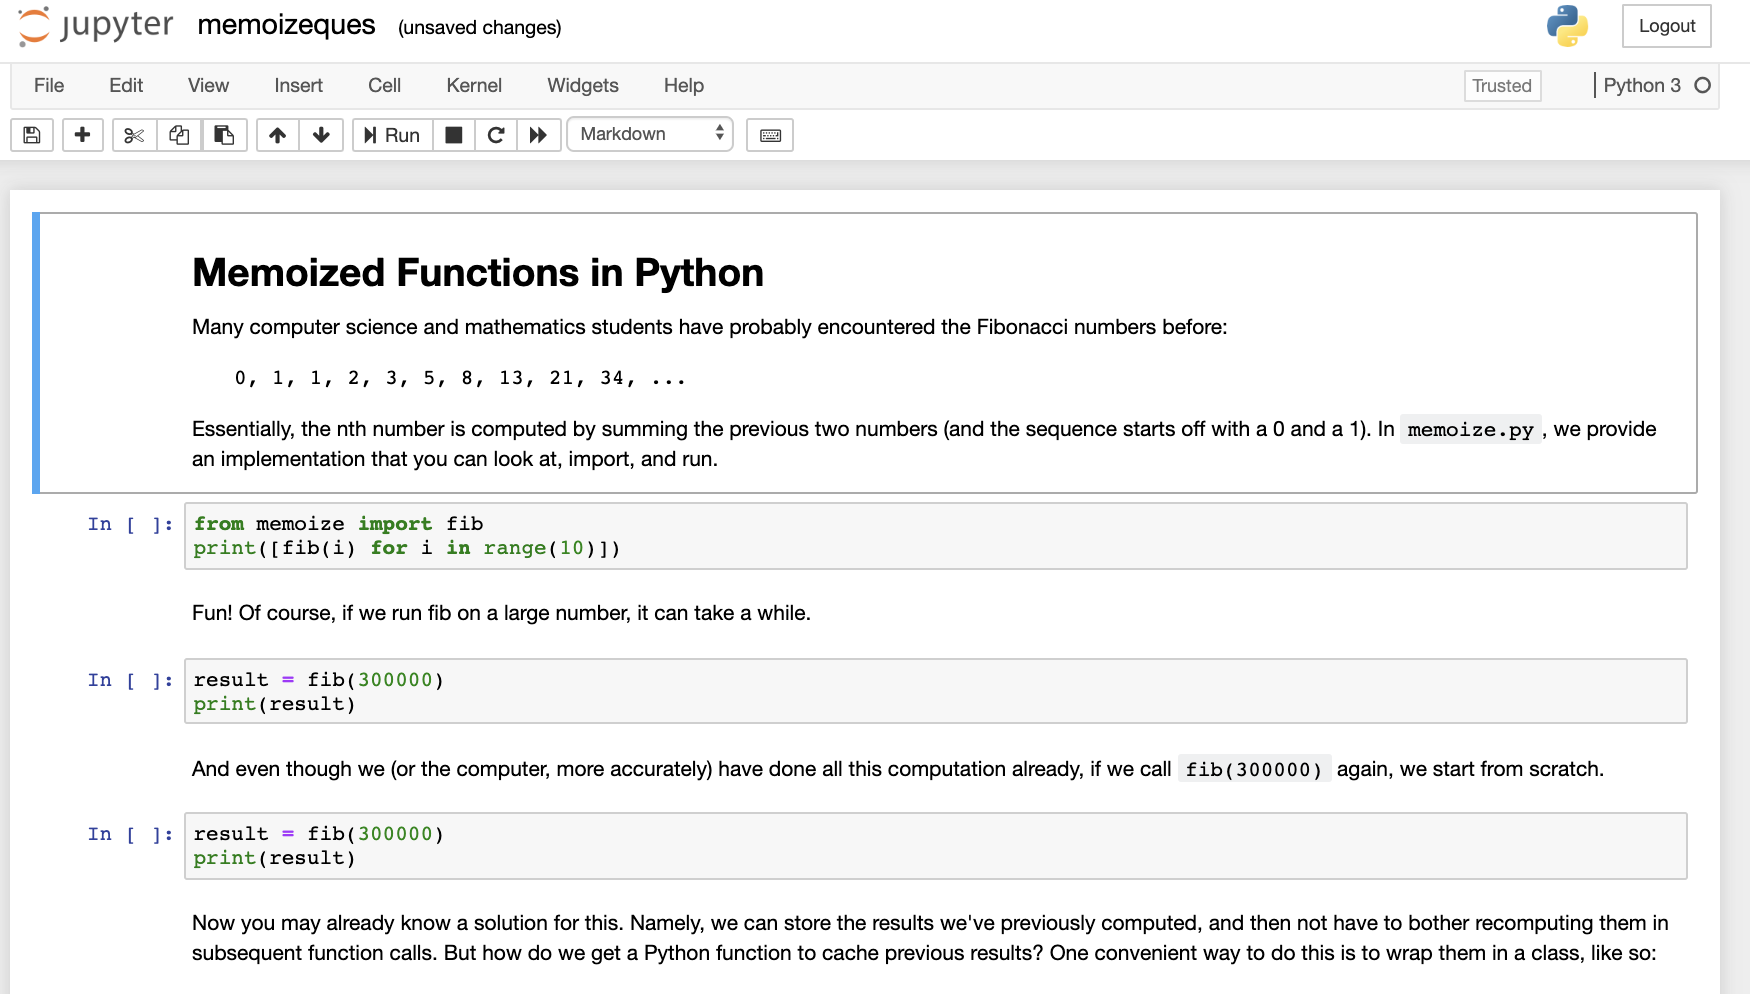 jupyter memoizeques (unsaved changes) Logout
File Edit View Insert Cell Kernel Widgets Help Trusted Python 3
Run Markdown
Memoized Functions in Python
Many computer science and mathematics students have probably encountered the Fibonacci numbers before:
0, 1, 1, 2, 3, 5, 8, 13, 21, 34, ...
Essentially, the nth number is computed by summing the previous two numbers (and the sequence starts off with a 0 and a 1). In memoize.py , we provide
an implementation that you can look at, import, and run.
In [ ]: from memoize import fib
print([fib(i) for i in range(10)])
Fun! Of course, if we run fib on a large number, it can take a while.
In [ ]: result = fib(300000)
print(result)
And even though we (or the computer, more accurately) have done all this computation already, if we call fib(300000) again, we start from scratch.
In [ ]: result = fib(300000)
print(result)
Now you may already know a solution for this. Namely, we can store the results we've previously computed, and then not have to bother recomputing them in
subsequent function calls. But how do we get a Python function to cache previous results? One convenient way to do this is to wrap them in a class, like so: